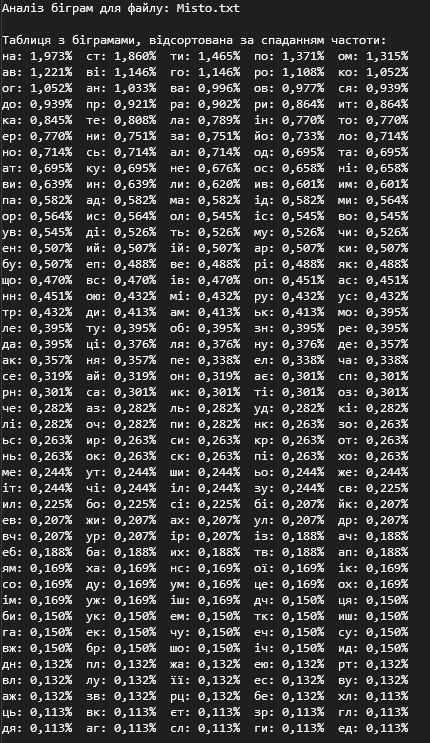 Аналіз біграм для файлу: Misto.txt
Таблиця з біграмами, відсортована за спаданням частоти:
на: 1,973% ст: 1,860% ти: 1,465% по: 1,371% ом: 1,315%
ав: 1,221% ві: 1,146% го: 1,146% ро: 1,108% ко: 1,052%
ог: 1,052% ан: 1,033% ва: 0,996% ов: 0,977% ся: 0,939%
до: 0,939% пр: 0,921% ра: 0,902% ри: 0,864% ит: 0,864%
ка: 0,845% те: 0,808% ла: 0,789% ін: 0,770% то: 0,770%
ер: 0,770% ни: 0,751% за: 0,751% йо: 0,733% ло: 0,714%
но: 0,714% сь: 0,714% ал: 0,714% од: 0,695% та: 0,695%
ат: 0,695% ку: 0,695% не: 0,676% ос: 0,658% ні: 0,658%
ви: 0,639% ин: 0,639% ли: 0,620% ив: 0,601% им: 0,601%
па: 0,582% ад: 0,582% ма: 0,582% ід: 0,582% ми: 0,564%
ор: 0,564% ис: 0,564% ол: 0,545% іс: 0,545% во: 0,545%
ув: 0,545% ді: 0,526% ть: 0,526% му: 0,526% чи: 0,526%
ен: 0,507% ий: 0,507% ій: 0,507% ар: 0,507% ки: 0,507%
бу: 0,507% еп: 0,488% ве: 0,488% рі: 0,488% як: 0,488%
що: 0,470% вс: 0,470% ів: 0,470% оп: 0,451% ас: 0,451%
нн: 0,451% ою: 0,432% мі: 0,432% ру: 0,432% ус: 0,432%
тр: 0,432% ди: 0,413% ам: 0,413% ьк: 0,413% мо: 0,395%
ле: 0,395% ту: 0,395% об: 0,395% зн: 0,395% ре: 0,395%
да: 0,395% ці: 0,376% ля: 0,376% ну: 0,376% де: 0,357%
ак: 0,357% ня: 0,357% пе: 0,338% ел: 0,338% ча: 0,338%
се: 0,319% ай: 0,319% он: 0,319% ає: 0,301% сп: 0,301%
рн: 0,301% са: 0,301% ик: 0,301% ті: 0,301% оз: 0,301%
че: 0,282% аз: 0,282% ль: 0,282% уд: 0,282% кі: 0,282%
лі: 0,282% оч: 0,282% пи: 0,282% нк: 0,263% зо: 0,263%
ьс: 0,263% ир: 0,263% си: 0,263% кр: 0,263% от: 0,263%
нь: 0,263% ок: 0,263% ск: 0,263% пі: 0,263% хо: 0,263%
ме: 0,244% ут: 0,244% ши: 0,244% ьо: 0,244% же: 0,244%
іт: 0,244% чі: 0,244% іл: 0,244% зу: 0,244% св: 0,225%
ил: 0,225% бо: 0,225% сі: 0,225% бі: 0,207% йк: 0,207%
ев: 0,207% жи: 0,207% ах: 0,207% ул: 0,207% др: 0,207%
вч: 0,207% ур: 0,207% ір: 0,207% із: 0,188% ач: 0,188%
еб: 0,188% ба: 0,188% их: 0,188% тв: 0,188% ап: 0,188%
ям: 0,169% ха: 0,169% нс: 0,169% ої: 0,169% ік: 0,169%
со: 0,169% ду: 0,169% ум: 0,169% це: 0,169% ох: 0,169%
ім: 0,169% уж: 0,169% іш: 0,169% дч: 0,169% ця: 0,150%
би: 0,150% ук: 0,150% ем: 0,150% тк: 0,150% иш: 0,150%
га: 0,150% ек: 0,150% чу: 0,150% еч: 0,150% су: 0,150%
вж: 0,150% бр: 0,150% шо: 0,150% іч: 0,150% ид: 0,150%
дн: 0,132% пл: 0,132% жа: 0,132% ею: 0,132% рт: 0,132%
вл: 0,132% лу: 0,132% її: 0,132% ес: 0,132% ву: 0,132%
аж: 0,132% зв: 0,132% рц: 0,132% бе: 0,132% хл: 0,113%
ць: 0,113% вк: 0,113% єт: 0,113% зр: 0,113% гл: 0,113%
дя: 0,113% аг: 0,113% сл: 0,113% ги: 0,113% ед: 0,113%